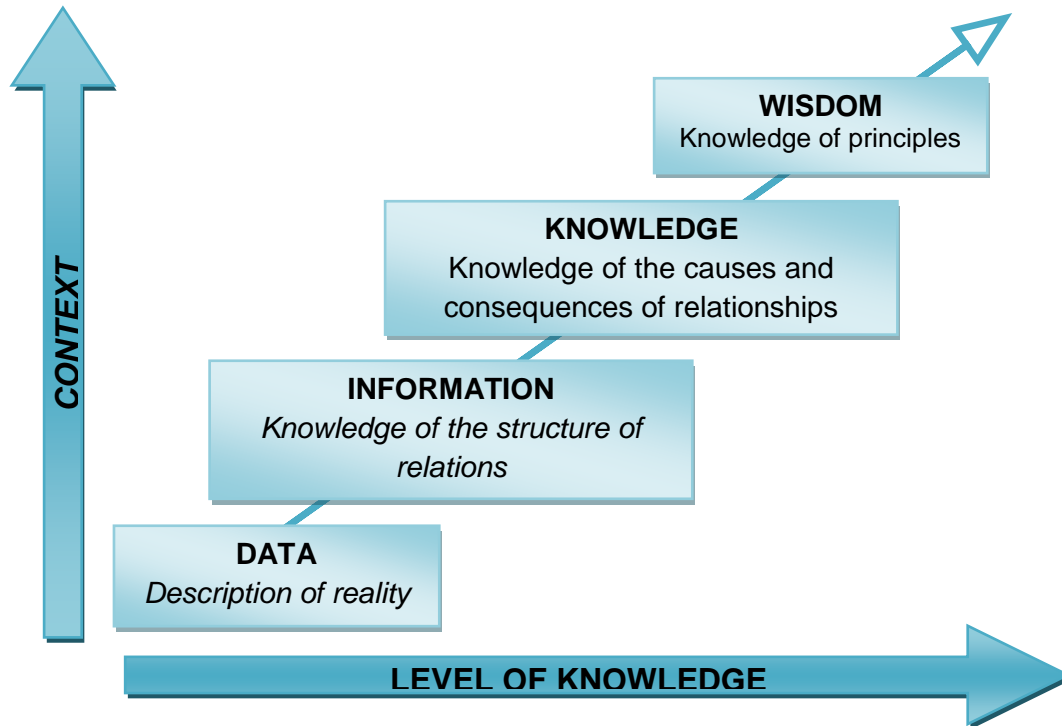 WISDOM
Knowledge of principles
KNOWLEDGE
Knowledge of the causes and
consequences of relationships
CONTEXT
INFORMATION
Knowledge of the structure of
relations
DATA
Description of reality
LEVEL OF KNOWLEDGE